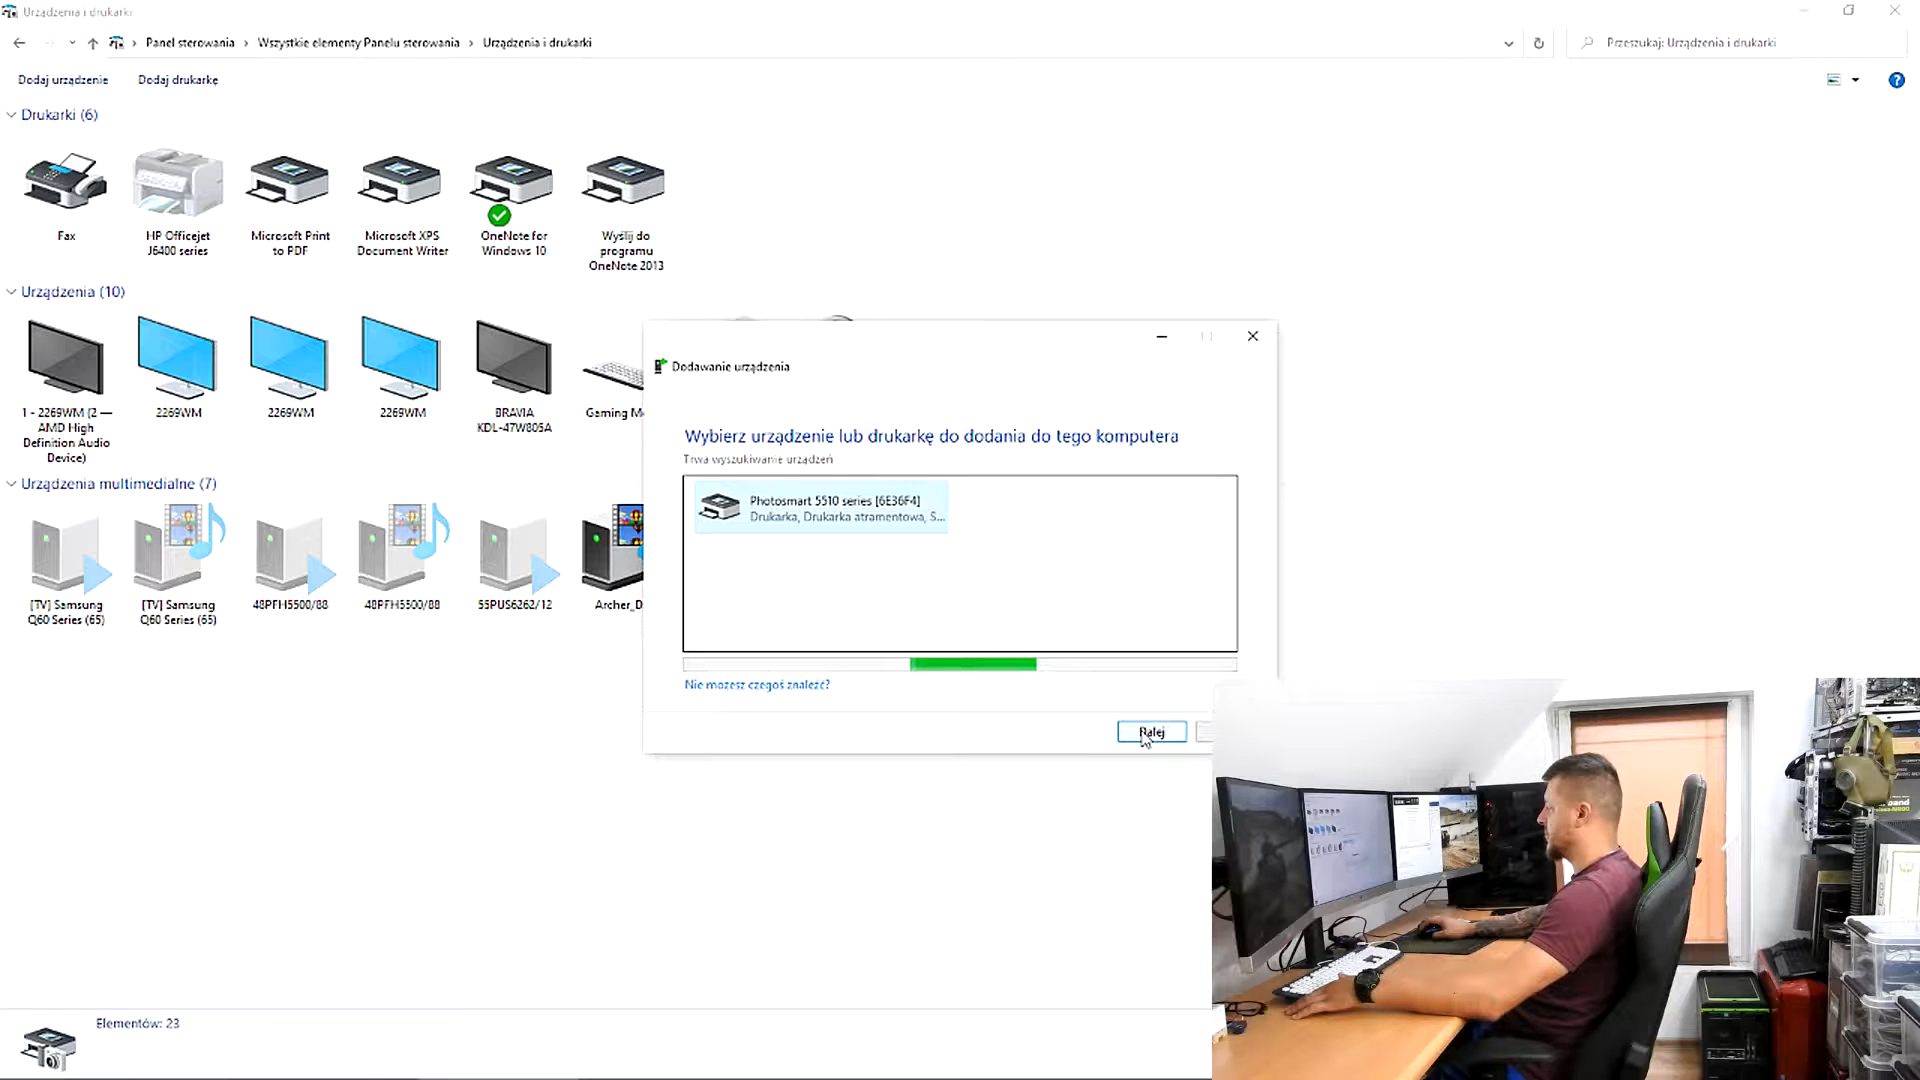 Urządzenia i drukarki
Panel sterowania › Wszystkie elementy Panelu sterowania › Urządzenia i drukarki
Przeszukaj: Urządzenia i drukarki
Dodaj urządzenie
Dodaj drukarkę
Drukarki (6)
Fax
HP Officejet
J6400 series
Microsoft Print
to PDF
Microsoft XPS
Document Writer
OneNote for
Windows 10
Wyślij do
programu
OneNote 2013
Urządzenia (10)
1 - 2269WM (2 —
AMD High
Definition Audio
Device)
2269WM
2269WM
2269WM
BRAVIA
KDL-47W805A
Gaming M
Urządzenia multimedialne (7)
[TV] Samsung
Q60 Series (65)
[TV] Samsung
Q60 Series (65)
48PFH5500/88
48PFH5500/88
55PUS6262/12
Archer_D
Dodawanie urządzenia
Wybierz urządzenie lub drukarkę do dodania do tego komputera
Trwa wyszukiwanie urządzeń
Photosmart 5510 series [6E36F4]
Drukarka, Drukarka atramentowa, S...
Nie możesz czegoś znaleźć?
Dalej
Elementów: 23